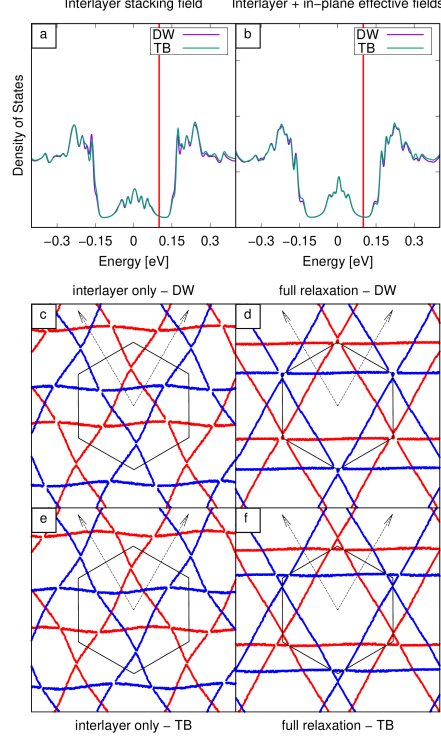 Interlayer stacking field
Interlayer + in−plane effective fields
a
DW
TB
b
DW
TB
Density of States
−0.3
−0.15
0
0.15
0.3
−0.3
−0.15
0
0.15
0.3
Energy [eV]
Energy [eV]
interlayer only − DW
full relaxation − DW
c
d
e
f
interlayer only − TB
full relaxation − TB